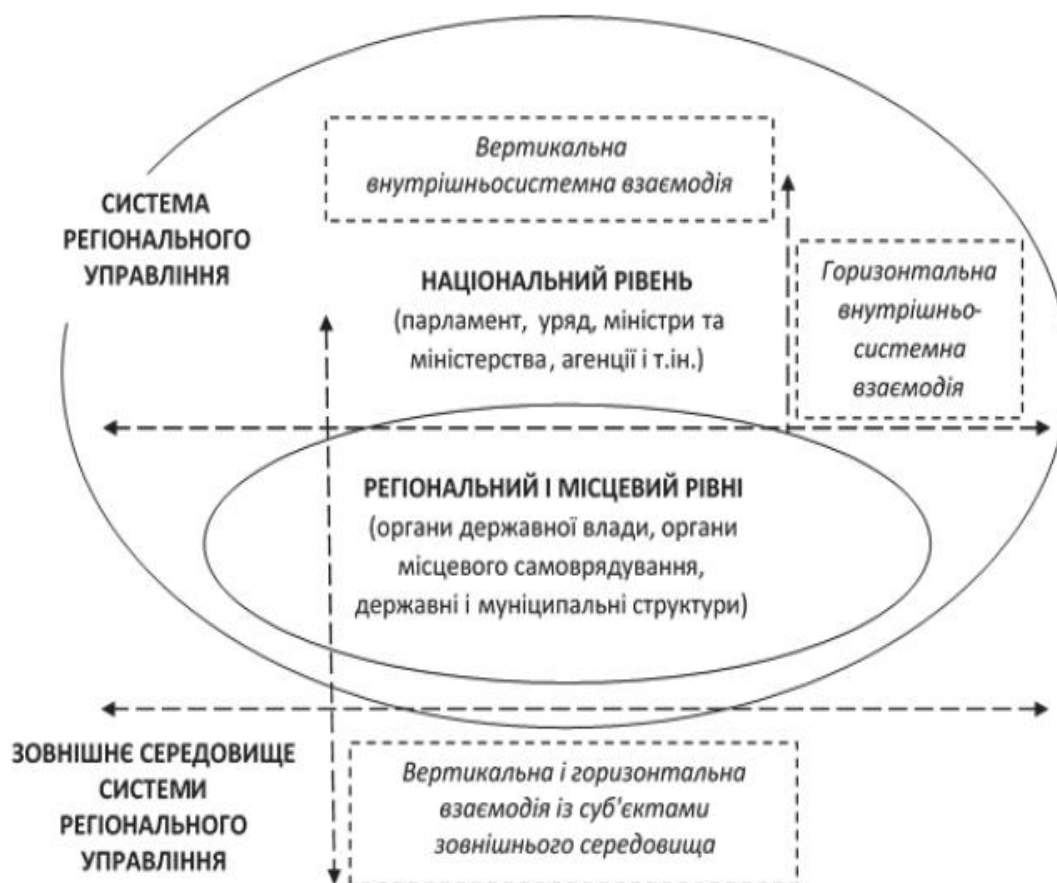 Вертикальна
внутрішньосистемна взаємодія
СИСТЕМА
РЕГІОНАЛЬНОГО
УПРАВЛІННЯ
НАЦІОНАЛЬНИЙ РІВЕНЬ
(парламент, уряд, міністри та
міністерства, агенції і т.ін.)
Горизонтальна
внутрішньо-
системна
взаємодія
РЕГІОНАЛЬНИЙ І МІСЦЕВИЙ РІВНІ
(органи державної влади, органи
місцевого самоврядування,
державні і муніципальні структури)
ЗОВНІШНЄ СЕРЕДОВИЩЕ
СИСТЕМИ
РЕГІОНАЛЬНОГО
УПРАВЛІННЯ
Вертикальна і горизонтальна
взаємодія із суб'єктами
зовнішнього середовища